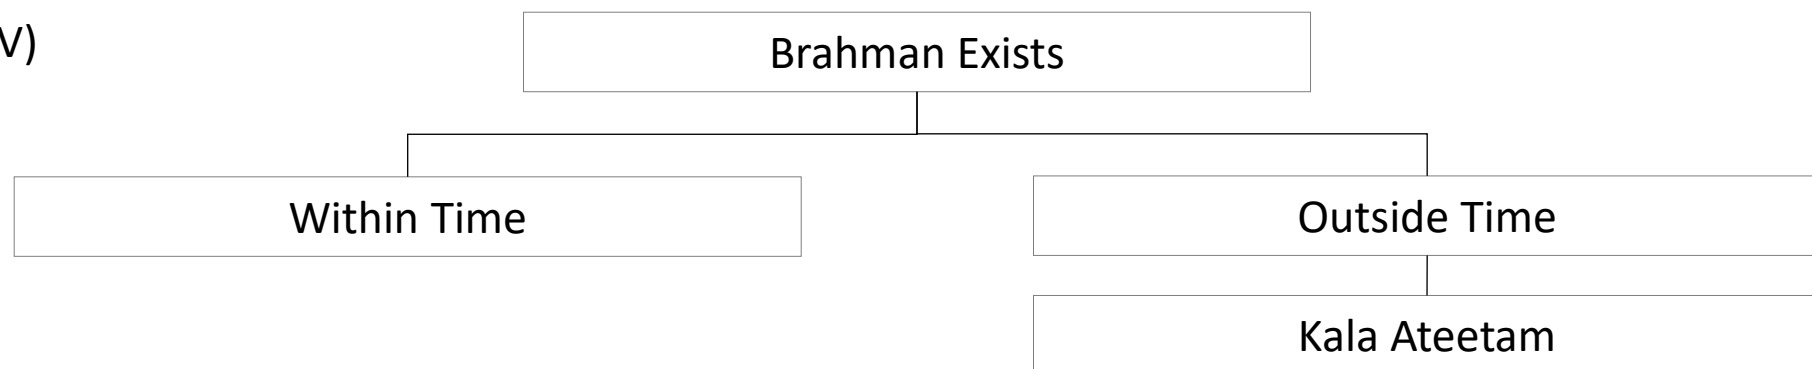 V)
Brahman Exists
Within Time
Outside Time
Kala Ateetam